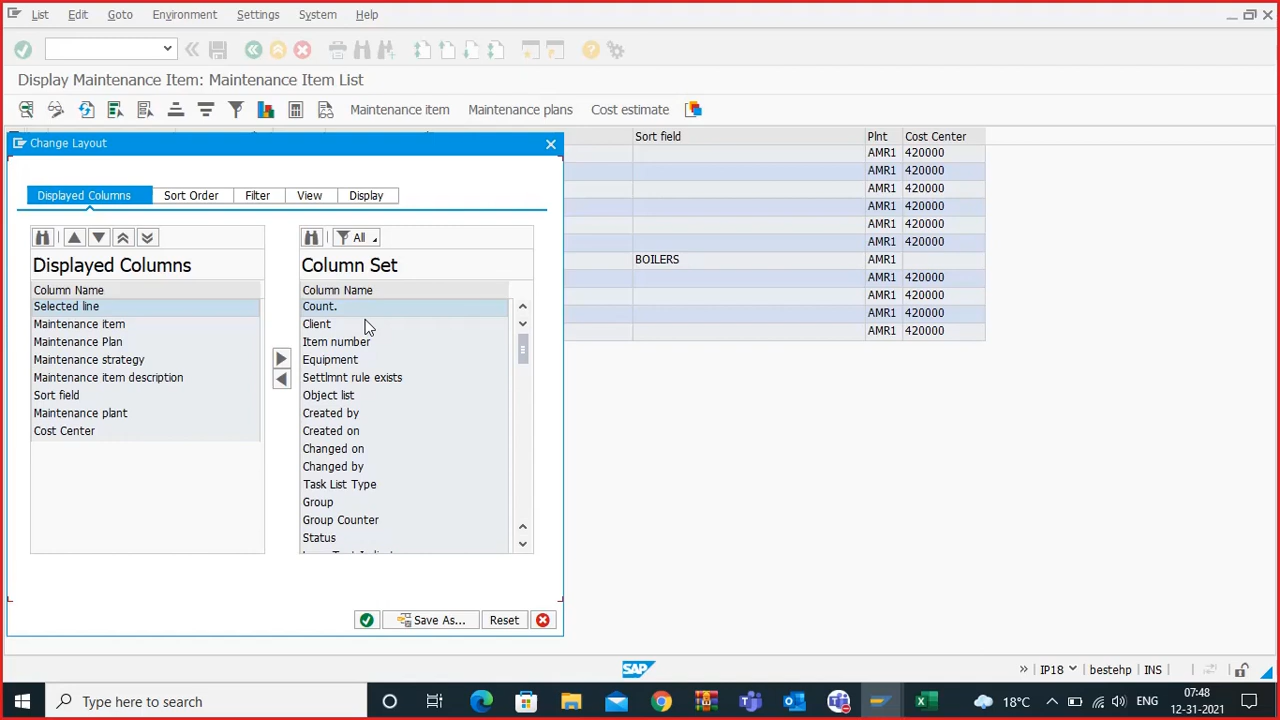 List Edit Goto Environment Settings System Help
Display Maintenance Item: Maintenance Item List
Maintenance item Maintenance plans Cost estimate
Sort field Plnt Cost Center
AMR1 420000
AMR1 420000
AMR1 420000
AMR1 420000
AMR1 420000
AMR1 420000
BOILERS AMR1
AMR1 420000
AMR1 420000
AMR1 420000
AMR1 420000
Change Layout
Displayed Columns Sort Order Filter View Display
All
Displayed Columns
Column Name
Selected line
Maintenance item
Maintenance Plan
Maintenance strategy
Maintenance item description
Sort field
Maintenance plant
Cost Center
Column Set
Column Name
Count.
Client
Item number
Equipment
Settlmnt rule exists
Object list
Created by
Created on
Changed on
Changed by
Task List Type
Group
Group Counter
Status
Save As... Reset
SAP
IP18 bestehp INS
Type here to search
18°C ENG
07:48
12-31-2021